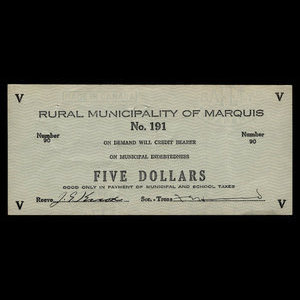 V V
RURAL MUNICIPALITY OF MARQUIS
No. 191
Number 90 Number 90
ON DEMAND WILL CREDIT BEARER
ON MUNICIPAL INDEBTEDNESS
FIVE DOLLARS
GOOD ONLY IN PAYMENT OF MUNICIPAL AND SCHOOL TAXES
Reeve Sec.-Treas
V V